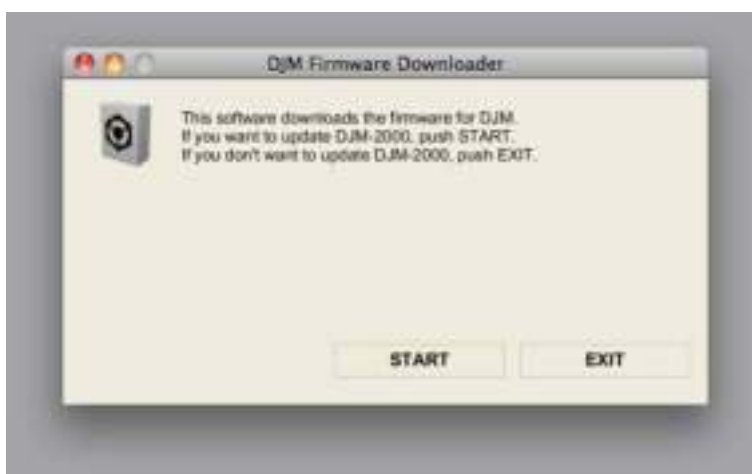 DJM Firmware Downloader
This software downloads the firmware for DJM.
If you want to update DJM-2000, push START.
If you don't want to update DJM-2000, push EXIT.
START
EXIT